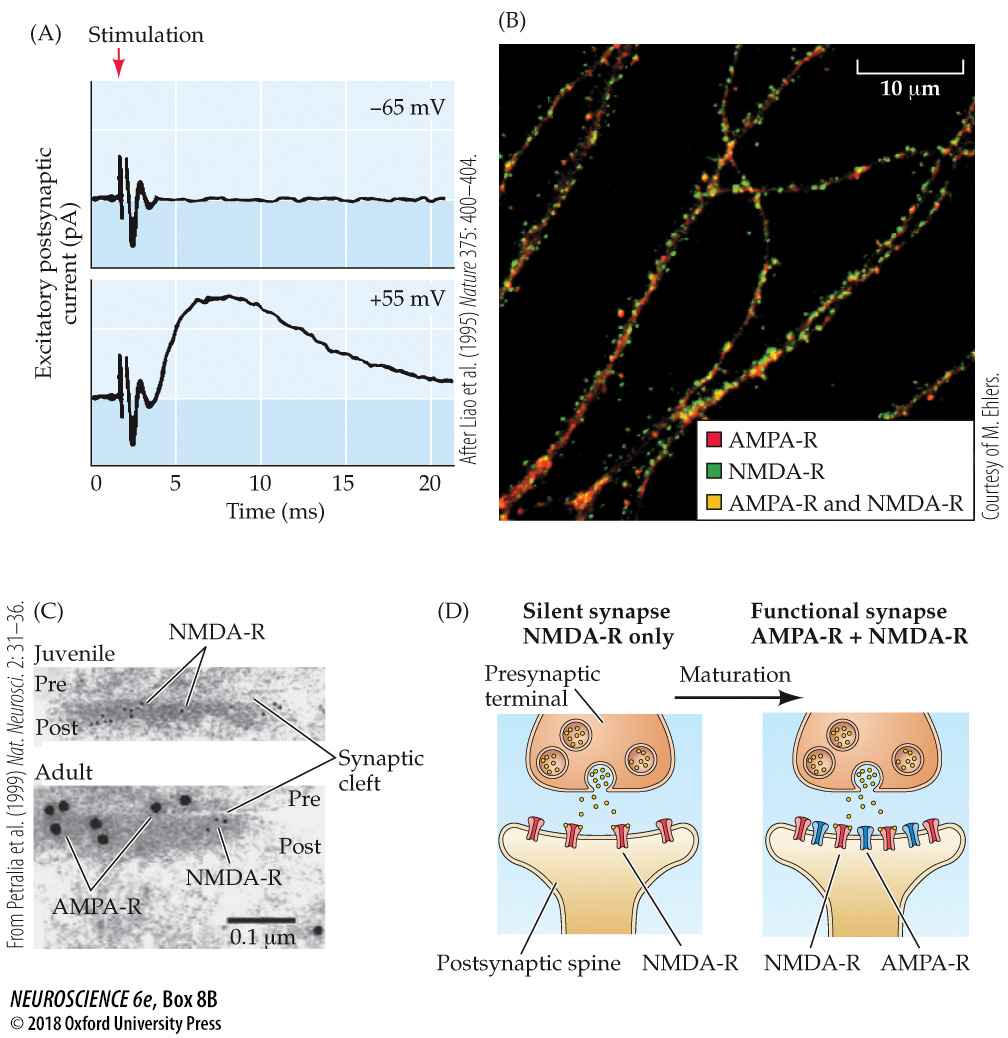 (A)
Stimulation
–65 mV
+55 mV
Excitatory postsynaptic
current (pA)
0 5 10 15 20
Time (ms)
After Liao et al. (1995) Nature 375: 400–404.
(B)
10 µm
AMPA-R
NMDA-R
AMPA-R and NMDA-R
Courtesy of M. Ehlers.
(C)
NMDA-R
Juvenile
Pre
Post
Synaptic
cleft
Adult
Pre
Post
NMDA-R
AMPA-R
0.1 µm
From Petralia et al. (1999) Nat. Neurosci. 2: 31–36.
(D)
Silent synapse
NMDA-R only
Functional synapse
AMPA-R + NMDA-R
Presynaptic
terminal
Maturation
Postsynaptic spine
NMDA-R
NMDA-R
AMPA-R
NEUROSCIENCE 6e, Box 8B
© 2018 Oxford University Press